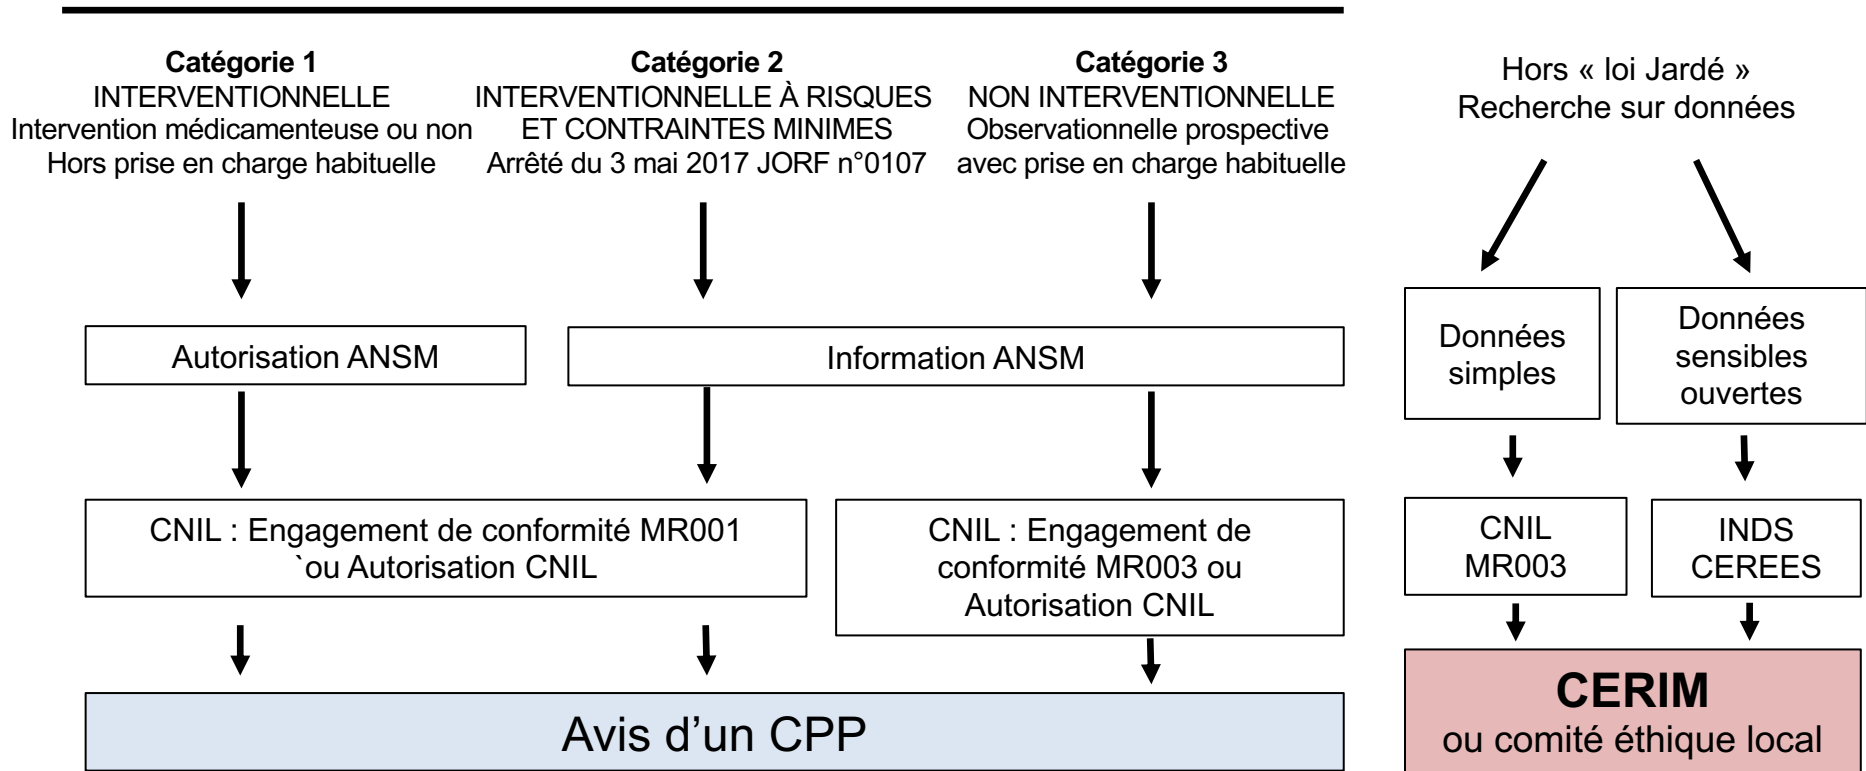 Catégorie 1
INTERVENTIONNELLE
Intervention médicamenteuse ou non
Hors prise en charge habituelle
Catégorie 2
INTERVENTIONNELLE À RISQUES
ET CONTRAINTES MINIMES
Arrêté du 3 mai 2017 JORF n°0107
Catégorie 3
NON INTERVENTIONNELLE
Observationnelle prospective
avec prise en charge habituelle
Hors « loi Jardé »
Recherche sur données
Autorisation ANSM
Information ANSM
Données
simples
Données
sensibles
ouvertes
CNIL : Engagement de conformité MR001
`ou Autorisation CNIL
CNIL : Engagement de
conformité MR003 ou
Autorisation CNIL
CNIL
MR003
INDS
CEREES
Avis d’un CPP
CERIM
ou comité éthique local